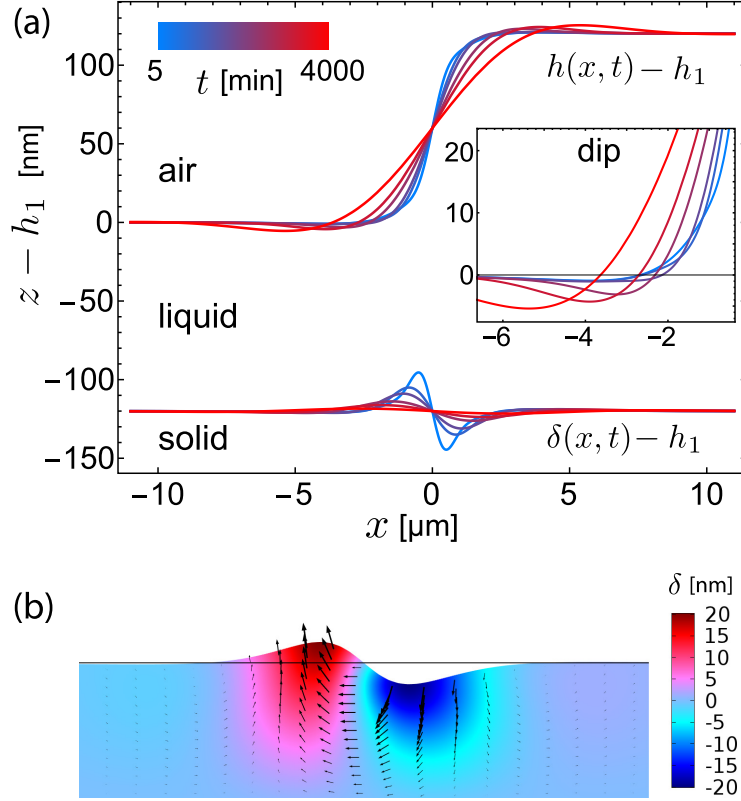 (a)
100
50
0
−50
−100
−150
z − h₁ [nm]
5 4000
t [min]
h(x, t) − h₁
air
dip
20
10
0
−6 −4 −2
liquid
solid
δ(x, t) − h₁
−10 −5 0 5 10
x [μm]
(b)
δ [nm]
20
15
10
5
0
-5
-10
-15
-20